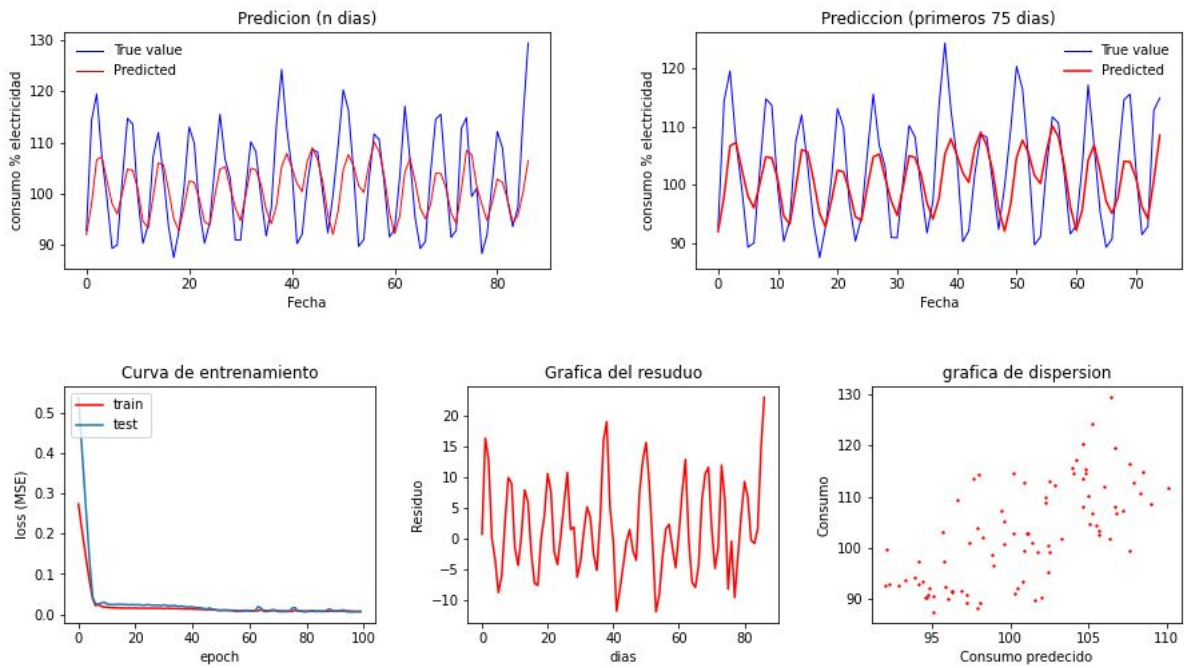 Predicion (n dias)
consumo % electricidad
130
120
110
100
90
True value
Predicted
0
20
40
60
80
Fecha
Prediccion (primeros 75 dias)
consumo % electricidad
120
110
100
90
True value
Predicted
0
10
20
30
40
50
60
70
Fecha
Curva de entrenamiento
loss (MSE)
0.5
0.4
0.3
0.2
0.1
0.0
train
test
0
20
40
60
80
100
epoch
Grafica del resuduo
Residuo
20
15
10
5
0
−5
−10
0
20
40
60
80
dias
grafica de dispersion
Consumo
130
120
110
100
90
95
100
105
110
Consumo predecido